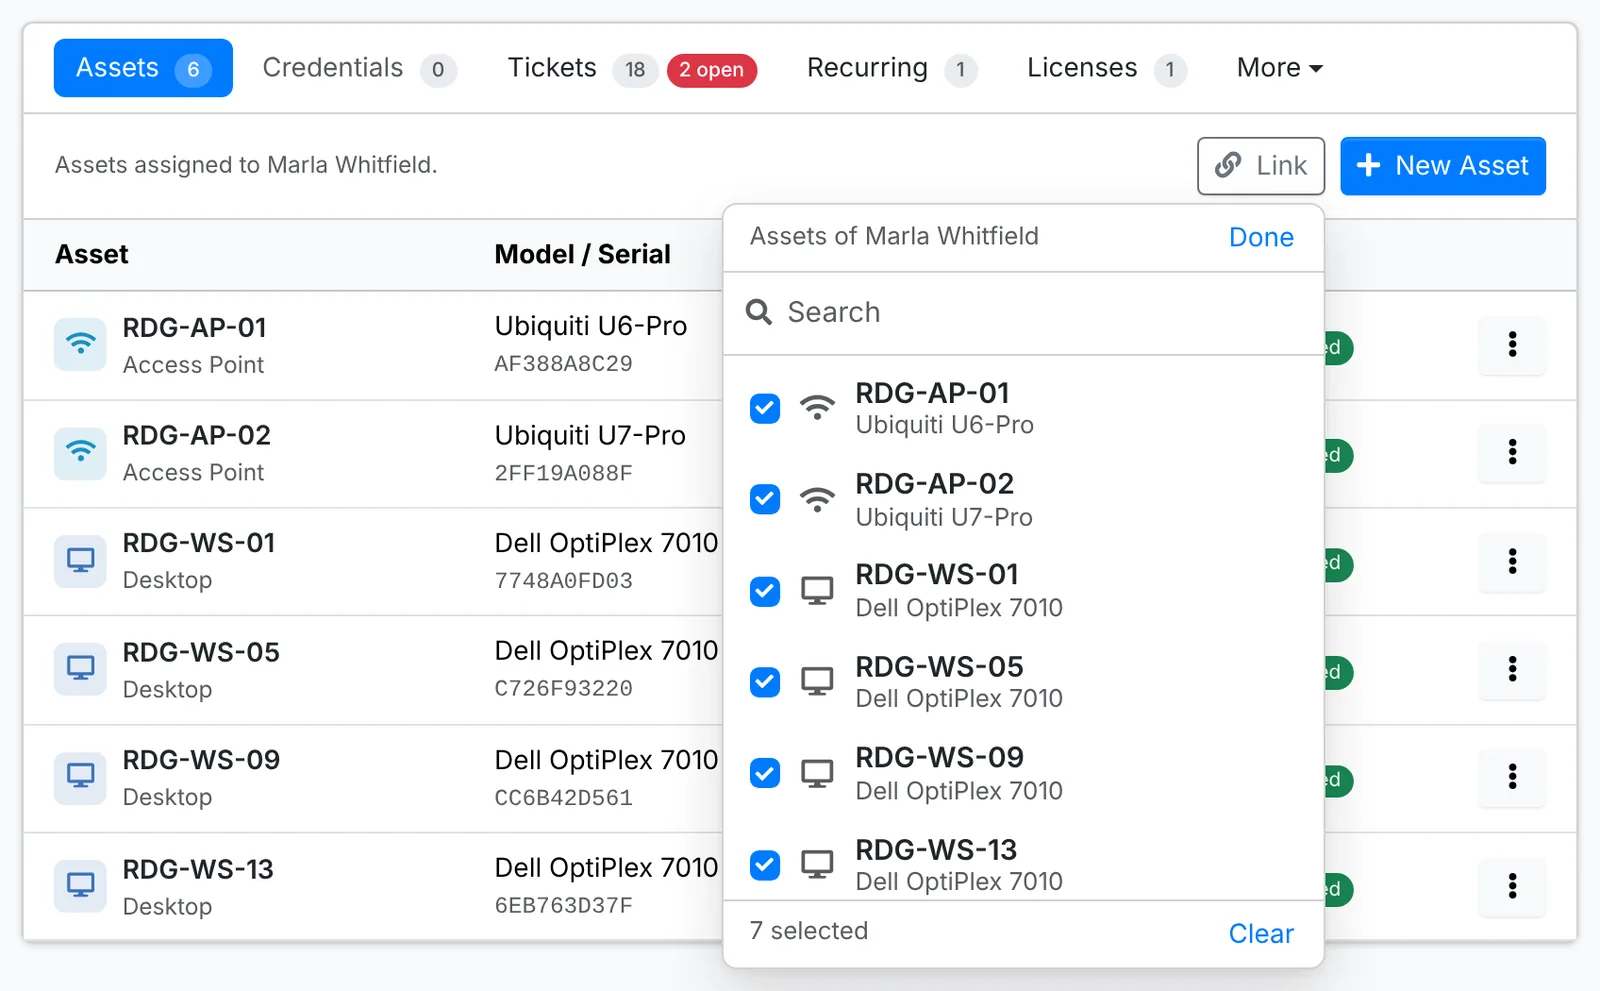 Assets 6 Credentials 0 Tickets 18 2 open Recurring 1 Licenses 1 More
Assets assigned to Marla Whitfield.
Link
New Asset
Asset Model / Serial
RDG-AP-01 Ubiquiti U6-Pro
Access Point AF388A8C29
RDG-AP-02 Ubiquiti U7-Pro
Access Point 2FF19A088F
RDG-WS-01 Dell OptiPlex 7010
Desktop 7748A0FD03
RDG-WS-05 Dell OptiPlex 7010
Desktop C726F93220
RDG-WS-09 Dell OptiPlex 7010
Desktop CC6B42D561
RDG-WS-13 Dell OptiPlex 7010
Desktop 6EB763D37F
Assets of Marla Whitfield Done
Search
RDG-AP-01
Ubiquiti U6-Pro
RDG-AP-02
Ubiquiti U7-Pro
RDG-WS-01
Dell OptiPlex 7010
RDG-WS-05
Dell OptiPlex 7010
RDG-WS-09
Dell OptiPlex 7010
RDG-WS-13
Dell OptiPlex 7010
7 selected Clear